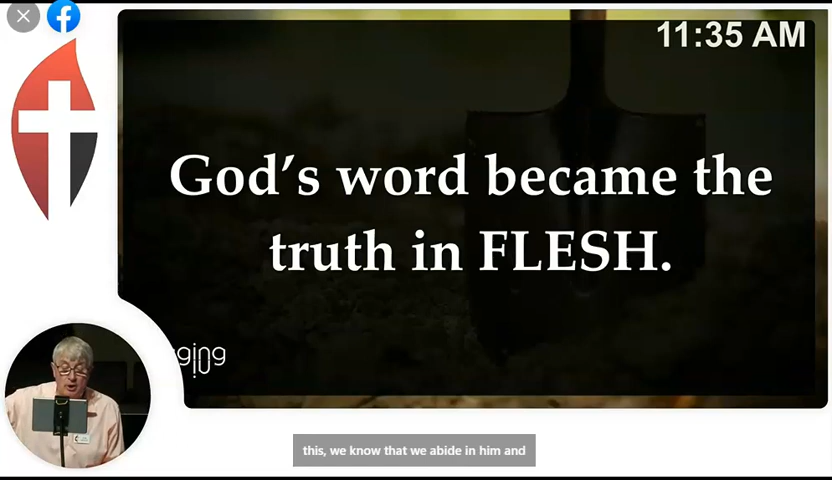 11:35 AM
God's word became the
truth in FLESH.
this, we know that we abide in him and